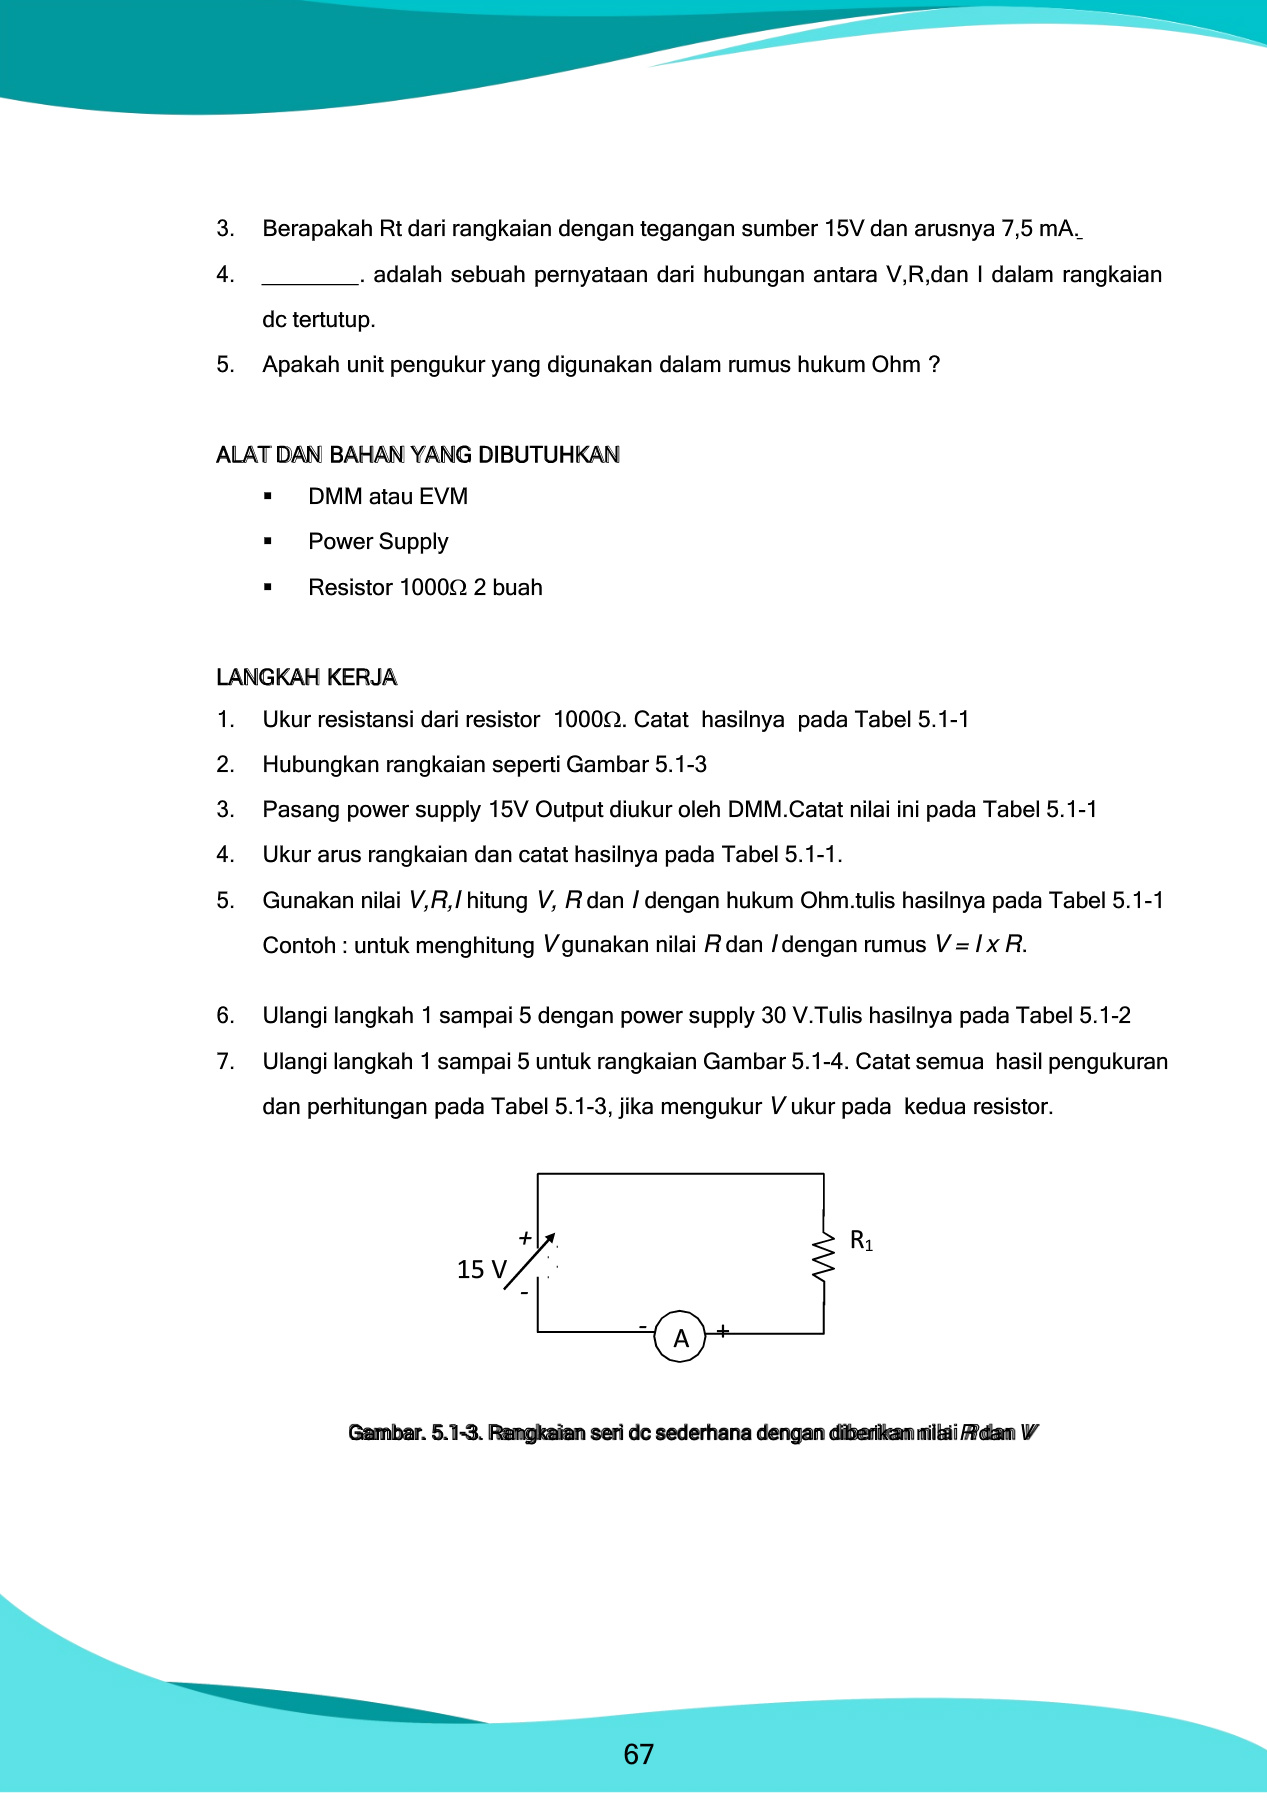 3. Berapakah Rt dari rangkaian dengan tegangan sumber 15V dan arusnya 7,5 mA.
4. ________. adalah sebuah pernyataan dari hubungan antara V,R,dan I dalam rangkaian
dc tertutup.
5. Apakah unit pengukur yang digunakan dalam rumus hukum Ohm ?
ALAT DAN BAHAN YANG DIBUTUHKAN
▪ DMM atau EVM
▪ Power Supply
▪ Resistor 1000Ω 2 buah
LANGKAH KERJA
1. Ukur resistansi dari resistor 1000Ω. Catat hasilnya pada Tabel 5.1-1
2. Hubungkan rangkaian seperti Gambar 5.1-3
3. Pasang power supply 15V Output diukur oleh DMM.Catat nilai ini pada Tabel 5.1-1
4. Ukur arus rangkaian dan catat hasilnya pada Tabel 5.1-1.
5. Gunakan nilai V,R,I hitung V, R dan I dengan hukum Ohm.tulis hasilnya pada Tabel 5.1-1
Contoh : untuk menghitung V gunakan nilai R dan I dengan rumus V = I x R.
6. Ulangi langkah 1 sampai 5 dengan power supply 30 V.Tulis hasilnya pada Tabel 5.1-2
7. Ulangi langkah 1 sampai 5 untuk rangkaian Gambar 5.1-4. Catat semua hasil pengukuran
dan perhitungan pada Tabel 5.1-3, jika mengukur V ukur pada kedua resistor.
+
R1
15 V
-
- A +
Gambar. 5.1-3. Rangkaian seri dc sederhana dengan diberikan nilai R dan V
67